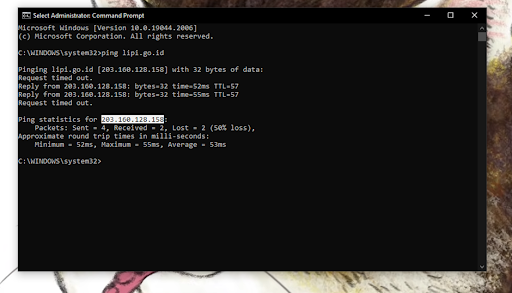 Select Administrator: Command Prompt
Microsoft Windows [Version 10.0.19044.2006]
(c) Microsoft Corporation. All rights reserved.
C:\WINDOWS\system32>ping lipi.go.id
Pinging lipi.go.id [203.160.128.158] with 32 bytes of data:
Request timed out.
Reply from 203.160.128.158: bytes=32 time=52ms TTL=57
Reply from 203.160.128.158: bytes=32 time=55ms TTL=57
Request timed out.
Ping statistics for 203.160.128.158:
Packets: Sent = 4, Received = 2, Lost = 2 (50% loss),
Approximate round trip times in milli-seconds:
Minimum = 52ms, Maximum = 55ms, Average = 53ms
C:\WINDOWS\system32>